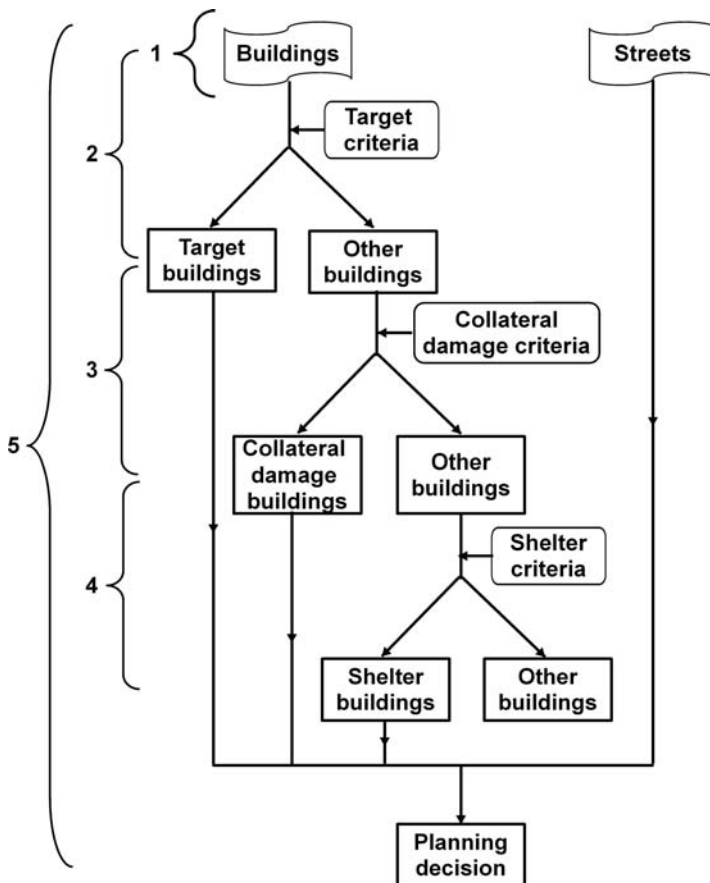 1
Buildings
Streets
Target
criteria
2
Target
buildings
Other
buildings
Collateral
damage criteria
3
5
Collateral
damage
buildings
Other
buildings
Shelter
criteria
4
Shelter
buildings
Other
buildings
Planning
decision